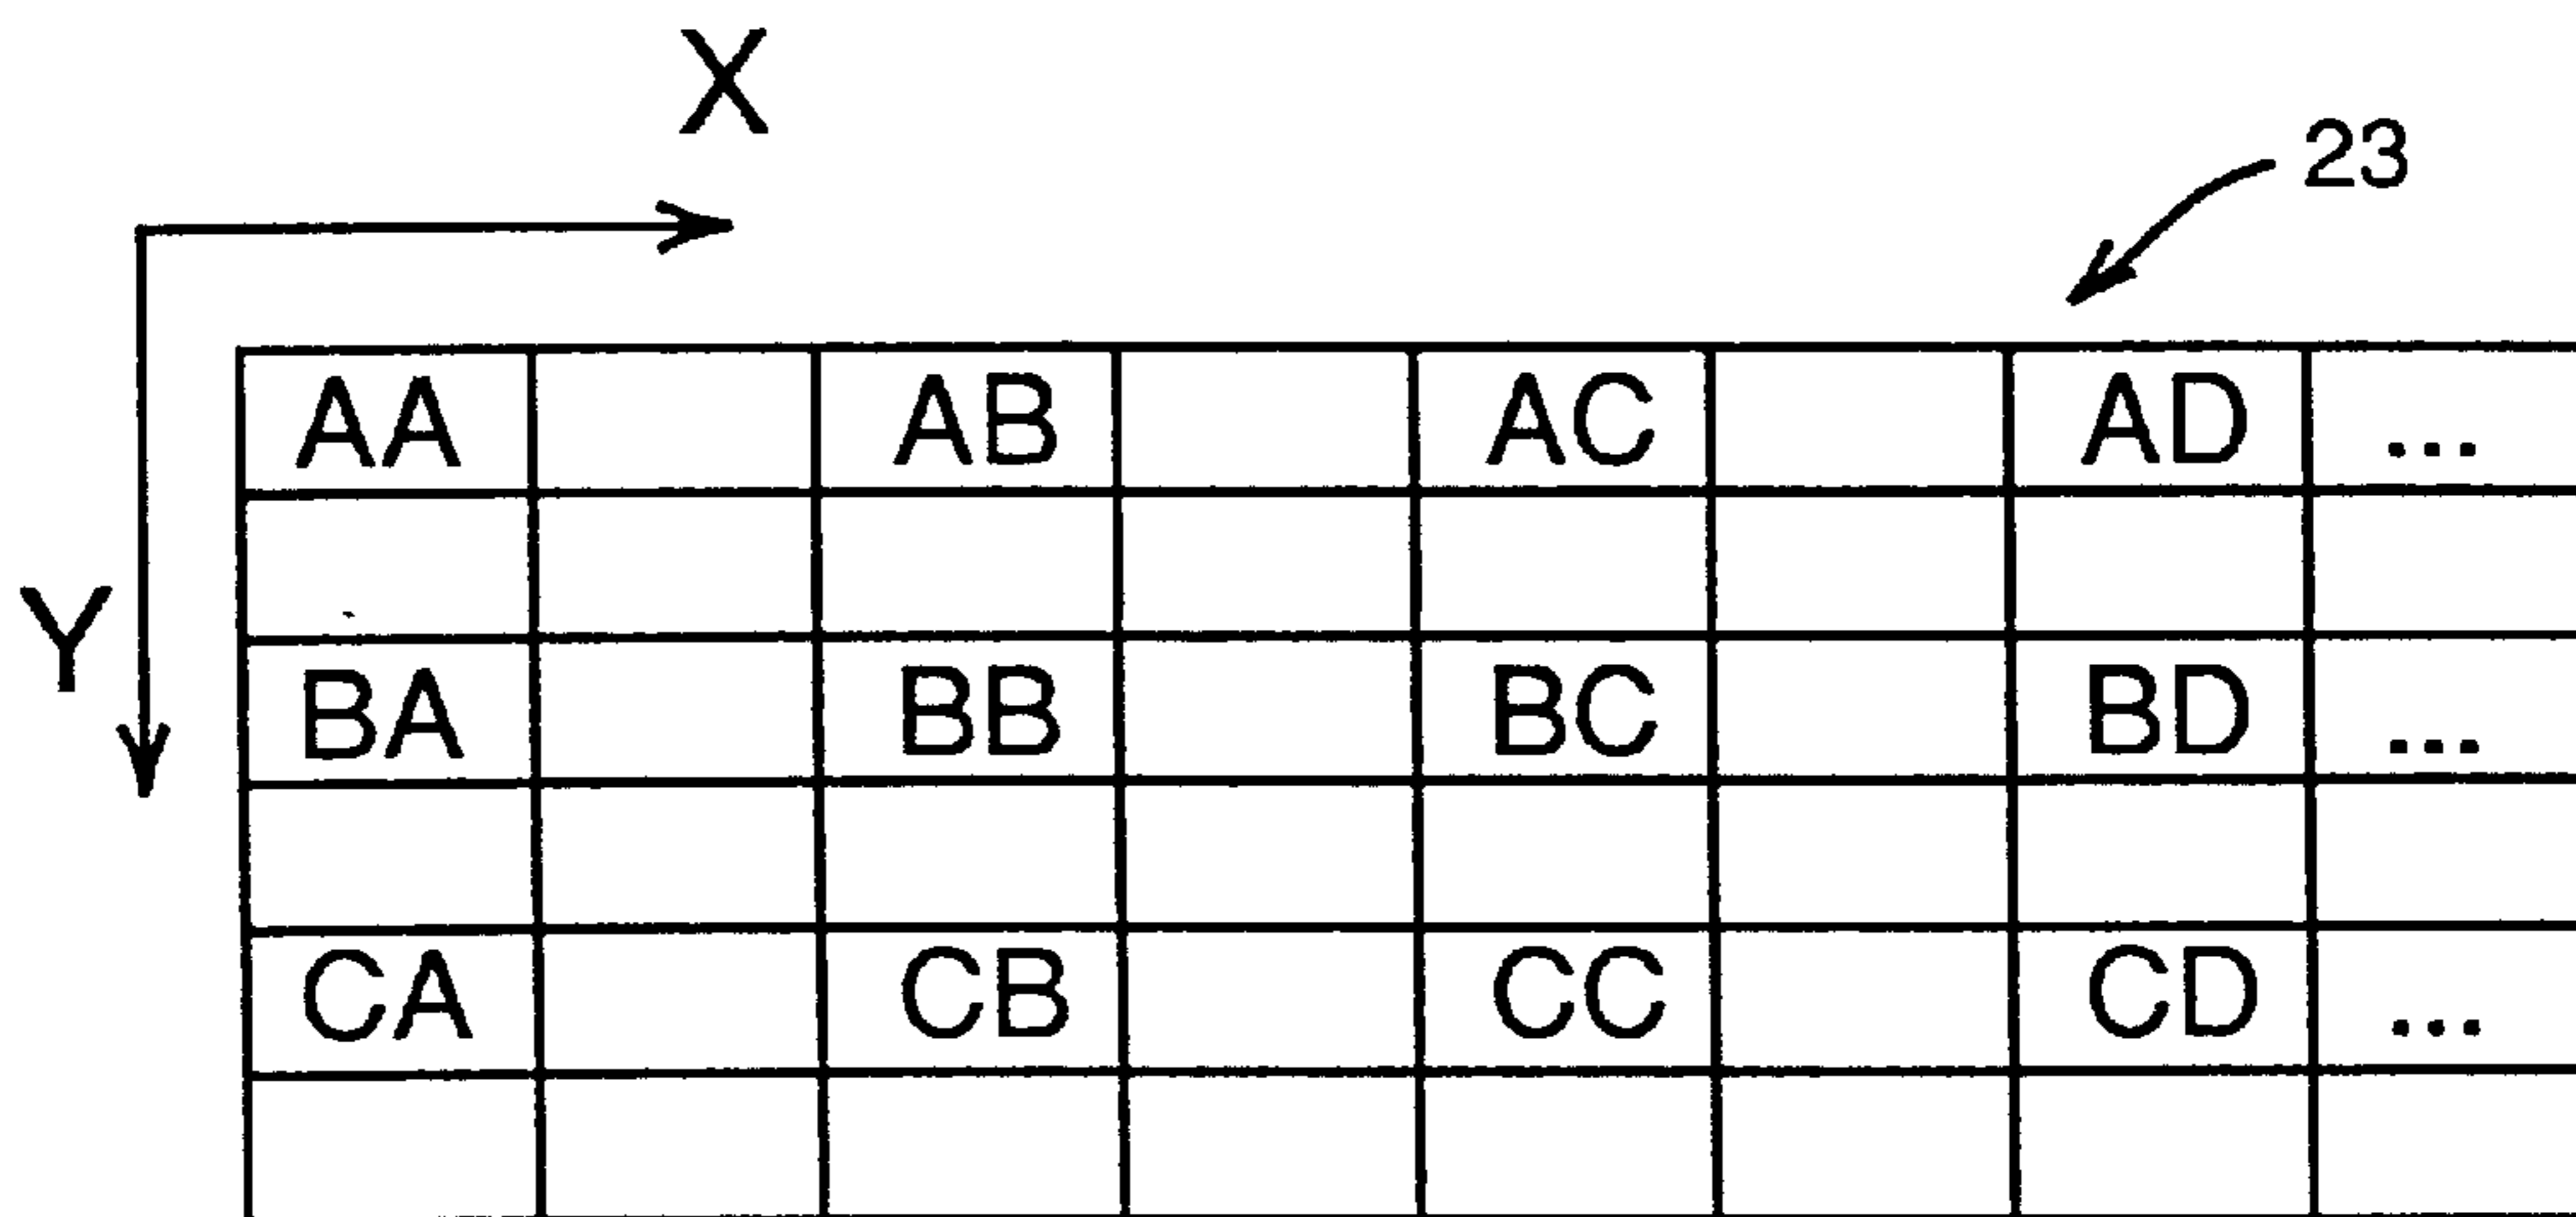 X
23
AA AB AC AD ...
Y
BA BB BC BD ...
CA CB CC CD ...